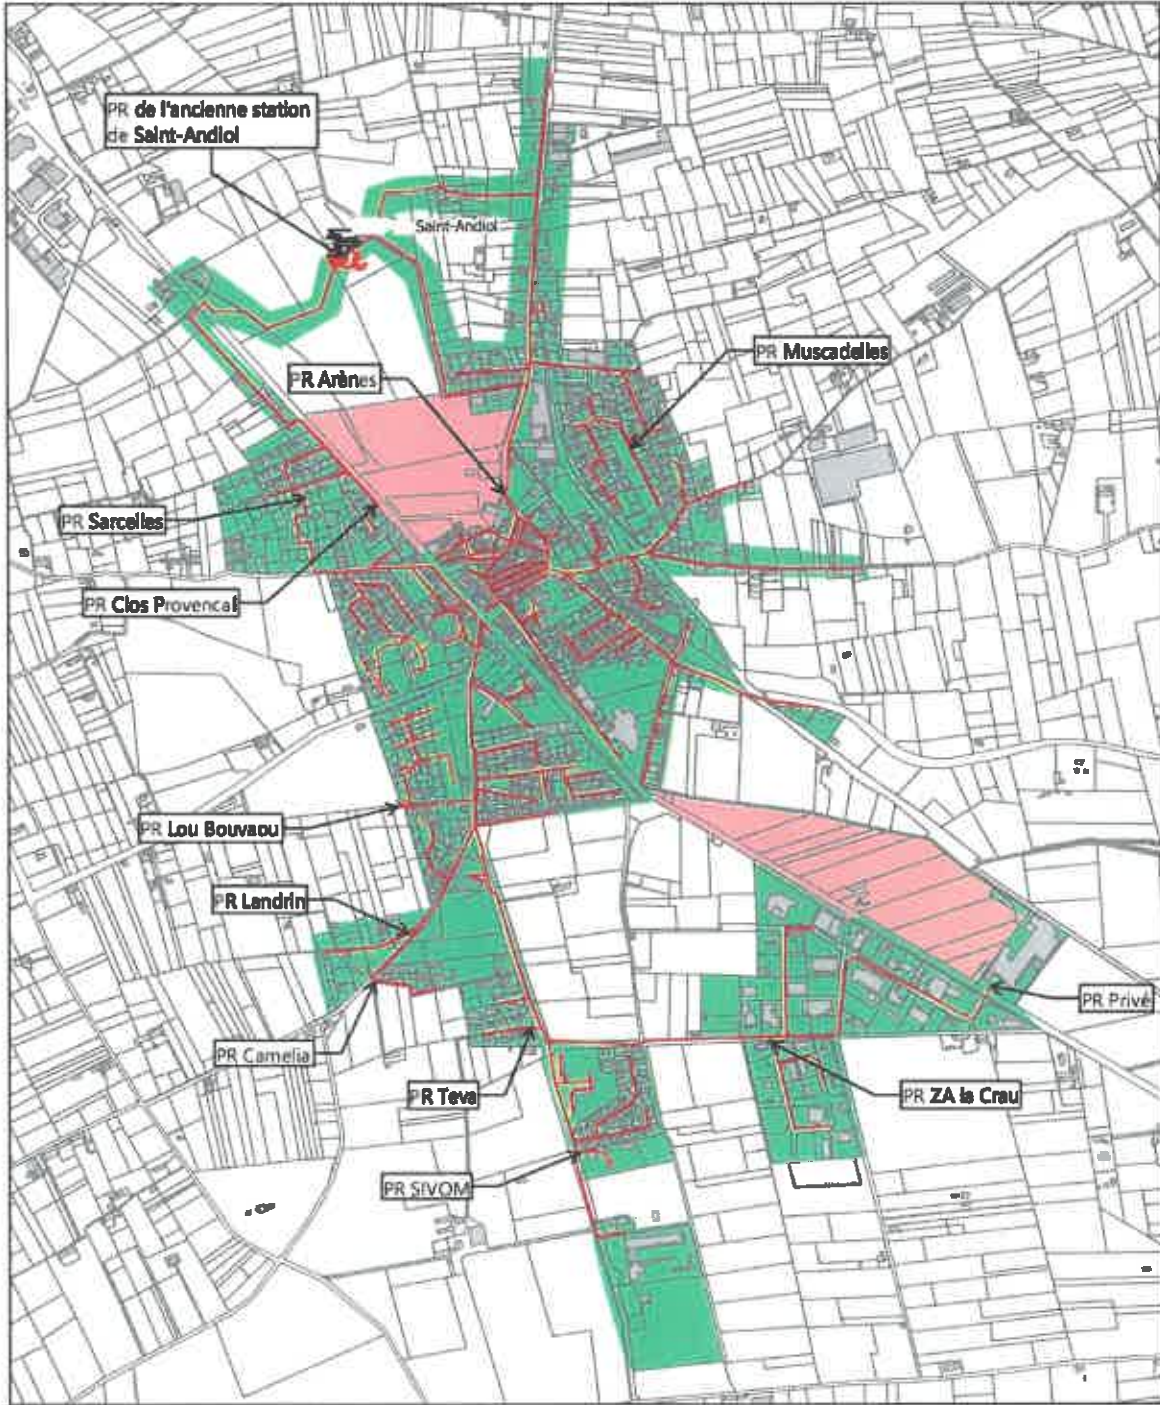 PR de l'ancienne station
de Saint-Andiol
Saint-Andiol
PR Muscadelles
PR Arènes
PR Sarcelles
PR Clos Provencal
PR Lou Bouvaou
PR Landrin
PR Privé
PR Camelia
PR Teva
PR ZA la Crau
PR SIVOM